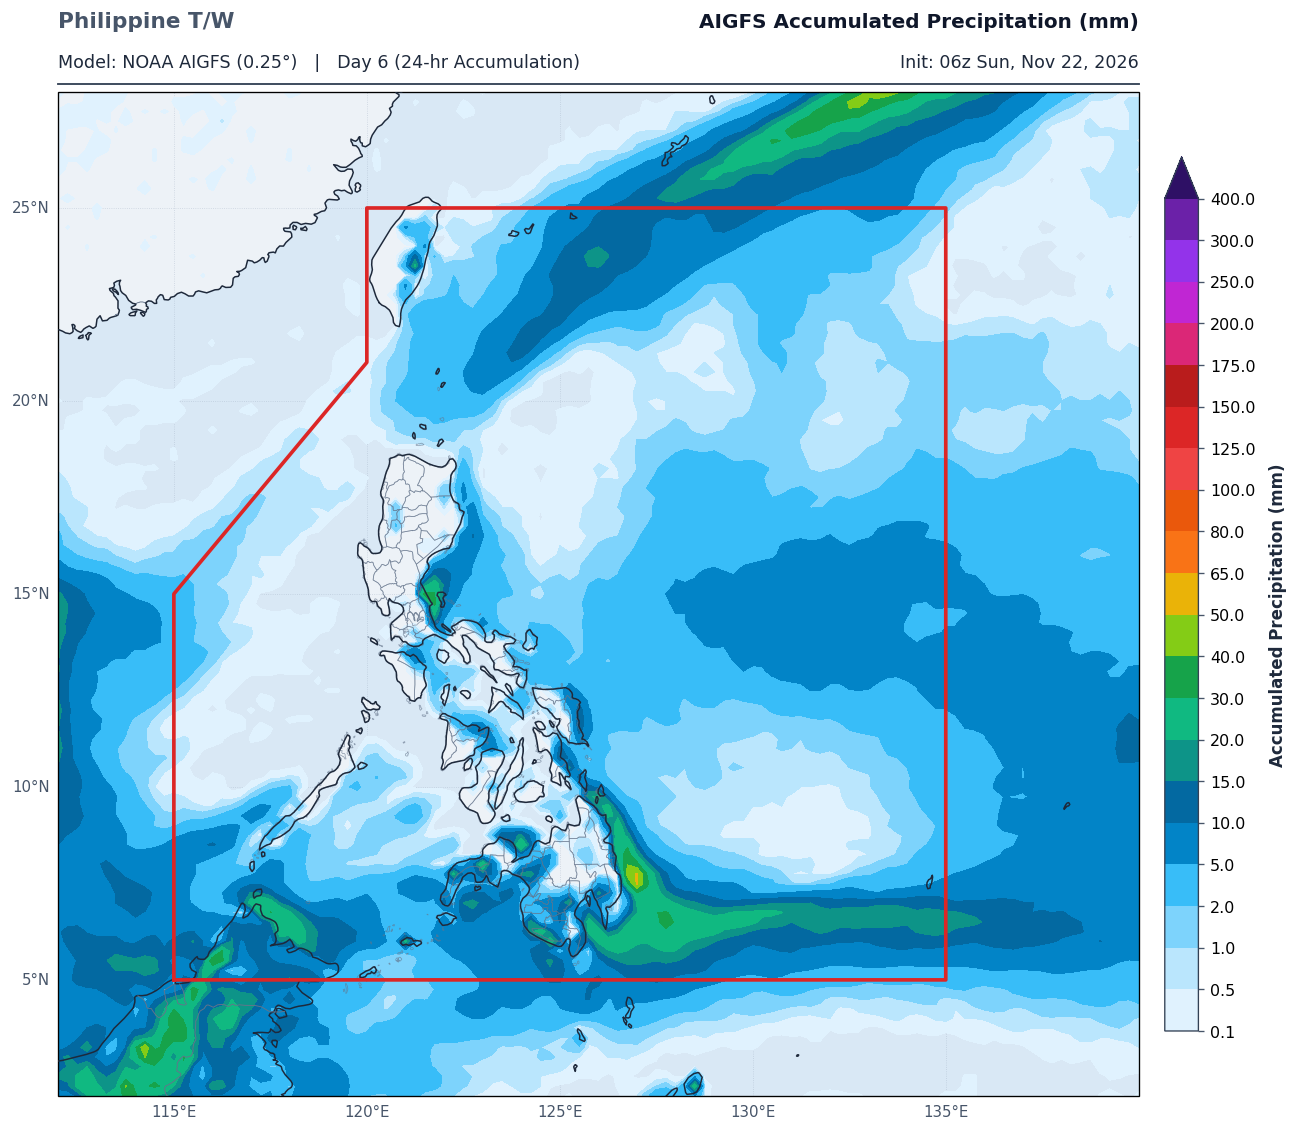 Philippine T/W
AIGFS Accumulated Precipitation (mm)
Model: NOAA AIGFS (0.25°) | Day 6 (24-hr Accumulation)
Init: 06z Sun, Nov 22, 2026
25°N
20°N
15°N
10°N
5°N
115°E
120°E
125°E
130°E
135°E
400.0
300.0
250.0
200.0
175.0
150.0
125.0
100.0
80.0
65.0
50.0
40.0
30.0
20.0
15.0
10.0
5.0
2.0
1.0
0.5
0.1
Accumulated Precipitation (mm)